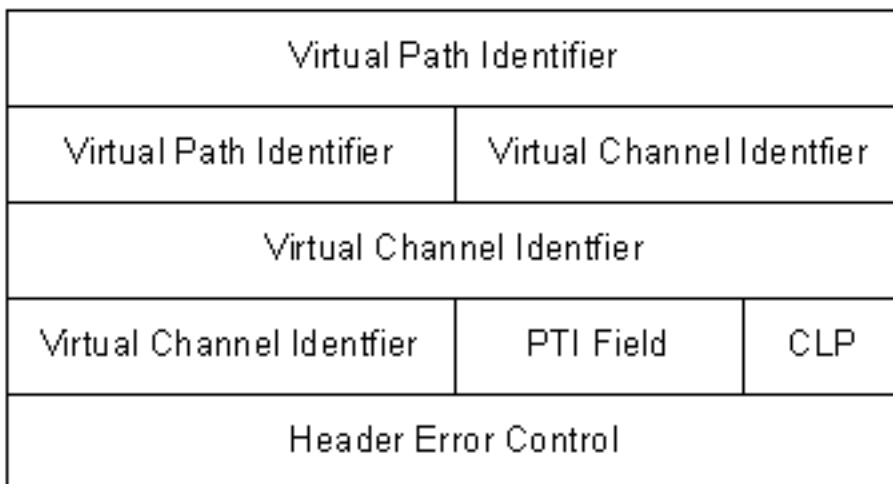 Virtual Path Identifier
Virtual Path Identifier Virtual Channel Identfier
Virtual Channel Identfier
Virtual Channel Identfier PTI Field CLP
Header Error Control